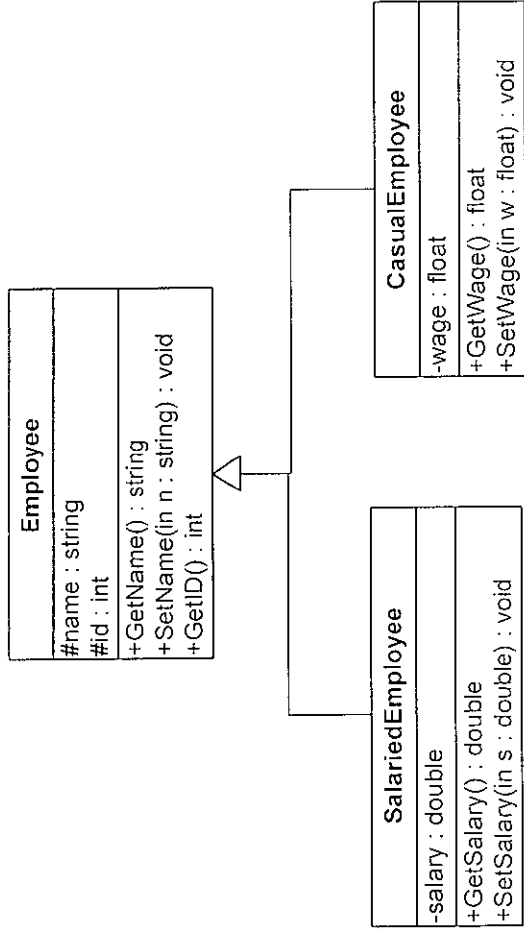 Employee
#name : string
#id : int
+GetName() : string
+SetName(in n : string) : void
+GetID() : int
SalariedEmployee
-salary : double
+GetSalary() : double
+SetSalary(in s : double) : void
CasualEmployee
-wage : float
+GetWage() : float
+SetWage(in w : float) : void